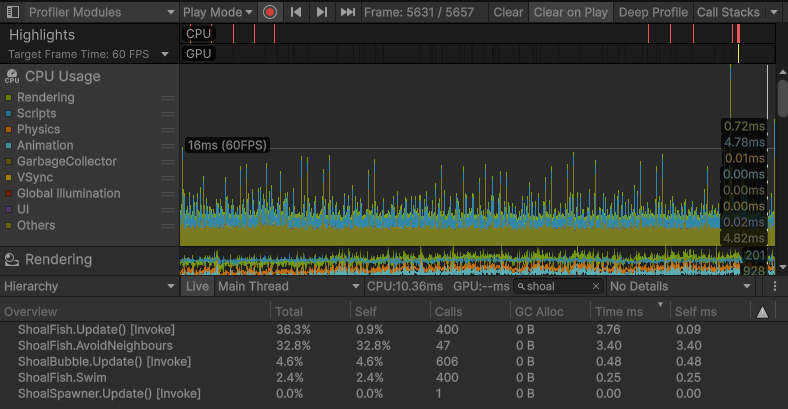 Profiler Modules Play Mode Frame: 5631 / 5657 Clear Clear on Play Deep Profile Call Stacks
Highlights CPU
Target Frame Time: 60 FPS GPU
CPU Usage
CPU
Rendering
Scripts
Physics
Animation
GarbageCollector
VSync
Global Illumination
UI
Others
16ms (60FPS)
0.72ms
4.78ms
0.01ms
0.00ms
0.00ms
0.00ms
0.02ms
4.82ms
Rendering
201
928
Hierarchy Live Main Thread CPU:10.36ms GPU:--ms shoal No Details
Overview Total Self Calls GC Alloc Time ms Self ms
ShoalFish.Update() [Invoke] 36.3% 0.9% 400 0 B 3.76 0.09
ShoalFish.AvoidNeighbours 32.8% 32.8% 47 0 B 3.40 3.40
ShoalBubble.Update() [Invoke] 4.6% 4.6% 606 0 B 0.48 0.48
ShoalFish.Swim 2.4% 2.4% 400 0 B 0.25 0.25
ShoalSpawner.Update() [Invoke] 0.0% 0.0% 1 0 B 0.00 0.00